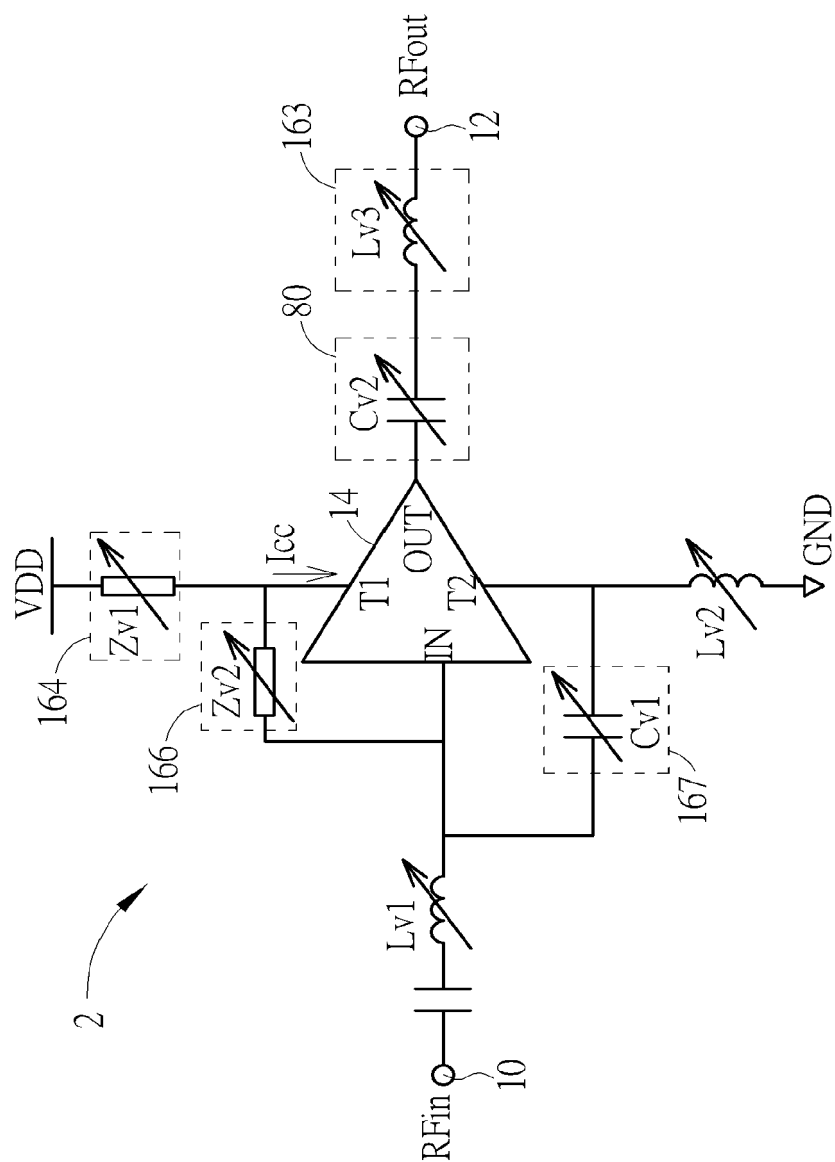 2
VDD
164
Zv1
Icc
166
Zv2
14
T1
IN
OUT
T2
80
Cv2
163
Lv3
RFout
12
RFin
10
Lv1
Cv1
167
Lv2
GND